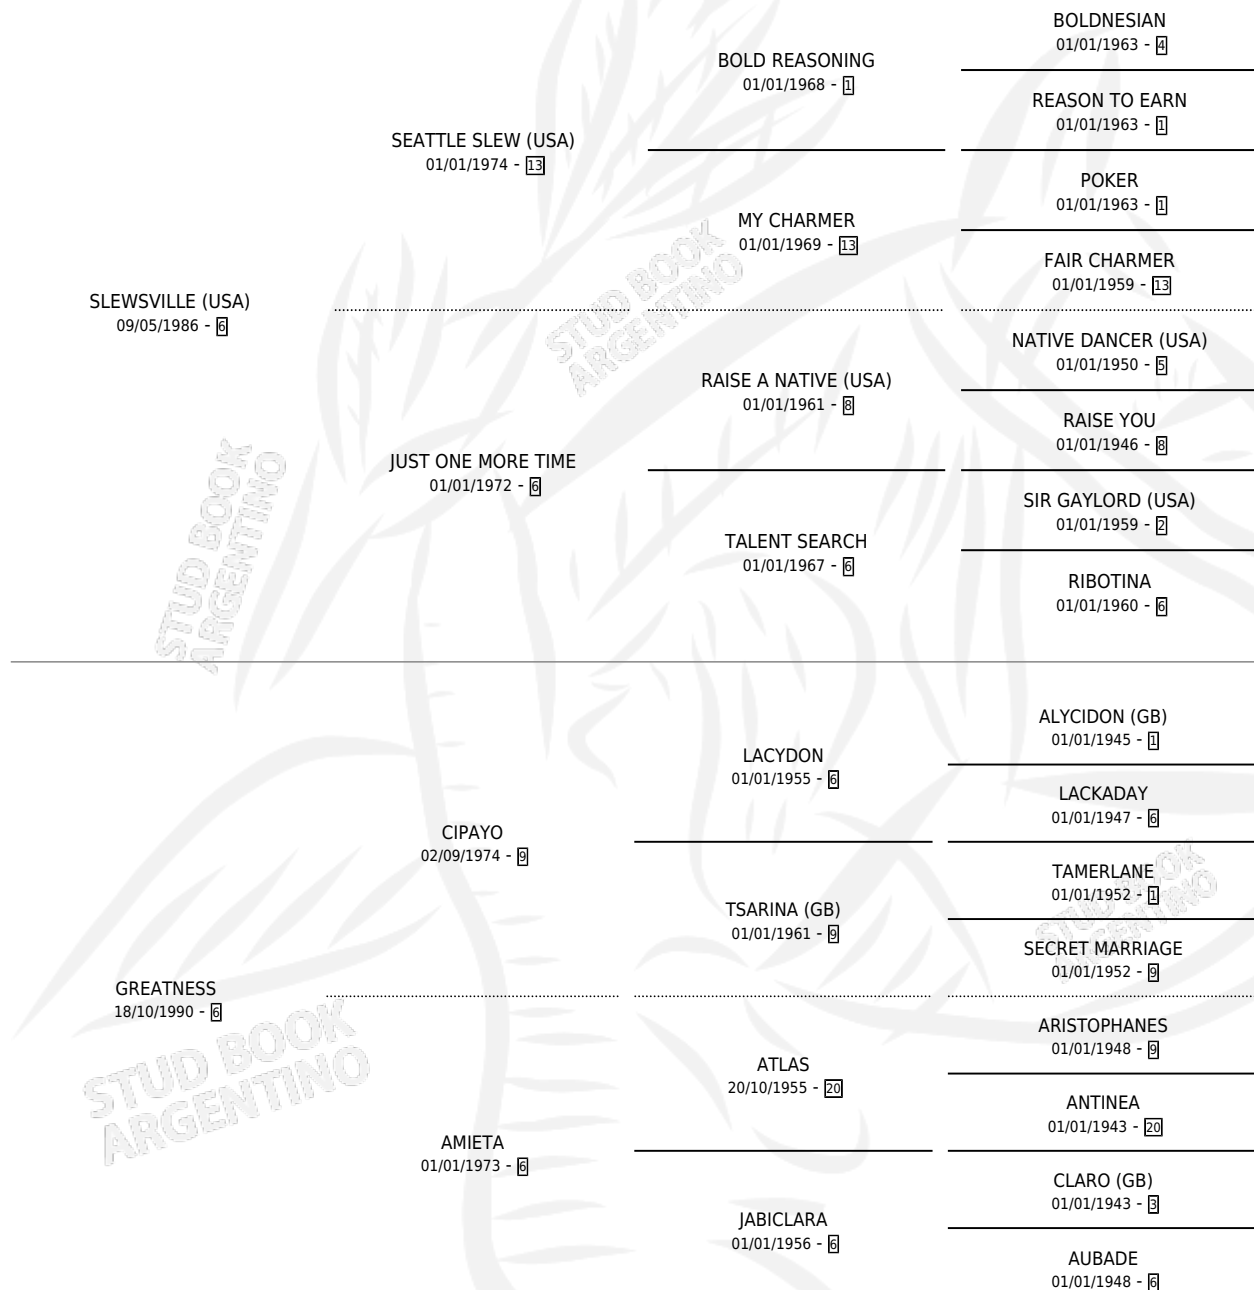 BOLDNESIAN
01/01/1963 - 4
BOLD REASONING
01/01/1968 - 1
REASON TO EARN
01/01/1963 - 1
SEATTLE SLEW (USA)
01/01/1974 - 13
POKER
01/01/1963 - 1
MY CHARMER
01/01/1969 - 13
FAIR CHARMER
01/01/1959 - 13
SLEWSVILLE (USA)
09/05/1986 - 6
NATIVE DANCER (USA)
01/01/1950 - 5
RAISE A NATIVE (USA)
01/01/1961 - 8
RAISE YOU
01/01/1946 - 8
JUST ONE MORE TIME
01/01/1972 - 6
SIR GAYLORD (USA)
01/01/1959 - 2
TALENT SEARCH
01/01/1967 - 6
RIBOTINA
01/01/1960 - 6
ALYCIDON (GB)
01/01/1945 - 1
LACYDON
01/01/1955 - 6
LACKADAY
01/01/1947 - 6
CIPAYO
02/09/1974 - 9
TAMERLANE
01/01/1952 - 1
TSARINA (GB)
01/01/1961 - 9
SECRET MARRIAGE
01/01/1952 - 9
GREATNESS
18/10/1990 - 6
ARISTOPHANES
01/01/1948 - 9
ATLAS
20/10/1955 - 20
ANTINEA
01/01/1943 - 20
AMIETA
01/01/1973 - 6
CLARO (GB)
01/01/1943 - 3
JABICLARA
01/01/1956 - 6
AUBADE
01/01/1948 - 6
STUD BOOK
ARGENTINO
STUD BOOK
ARGENTINO
STUD BOOK
ARGENTINO
STUD BOOK
ARGENTINO